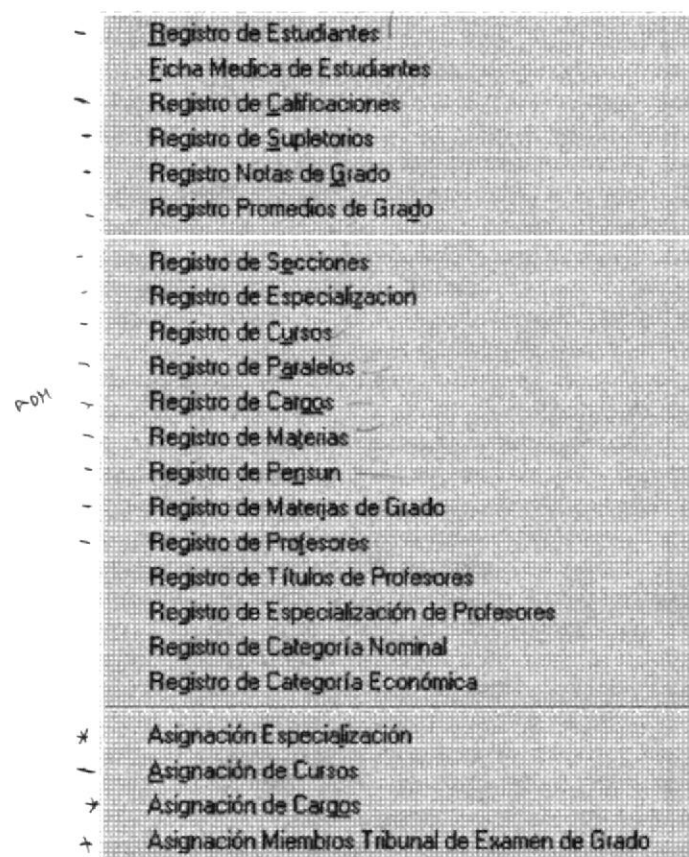 Registro de Estudiantes
Ficha Medica de Estudiantes
Registro de Calificaciones
Registro de Supletorios
Registro Notas de Grado
Registro Promedios de Grado
Registro de Secciones
Registro de Especializacion
Registro de Cursos
Registro de Paralelos
Registro de Cargos
Registro de Materias
Registro de Pensun
Registro de Materias de Grado
Registro de Profesores
Registro de Títulos de Profesores
Registro de Especialización de Profesores
Registro de Categoría Nominal
Registro de Categoría Económica
Asignación Especialización
Asignación de Cursos
Asignación de Cargos
Asignación Miembros Tribunal de Examen de Grado